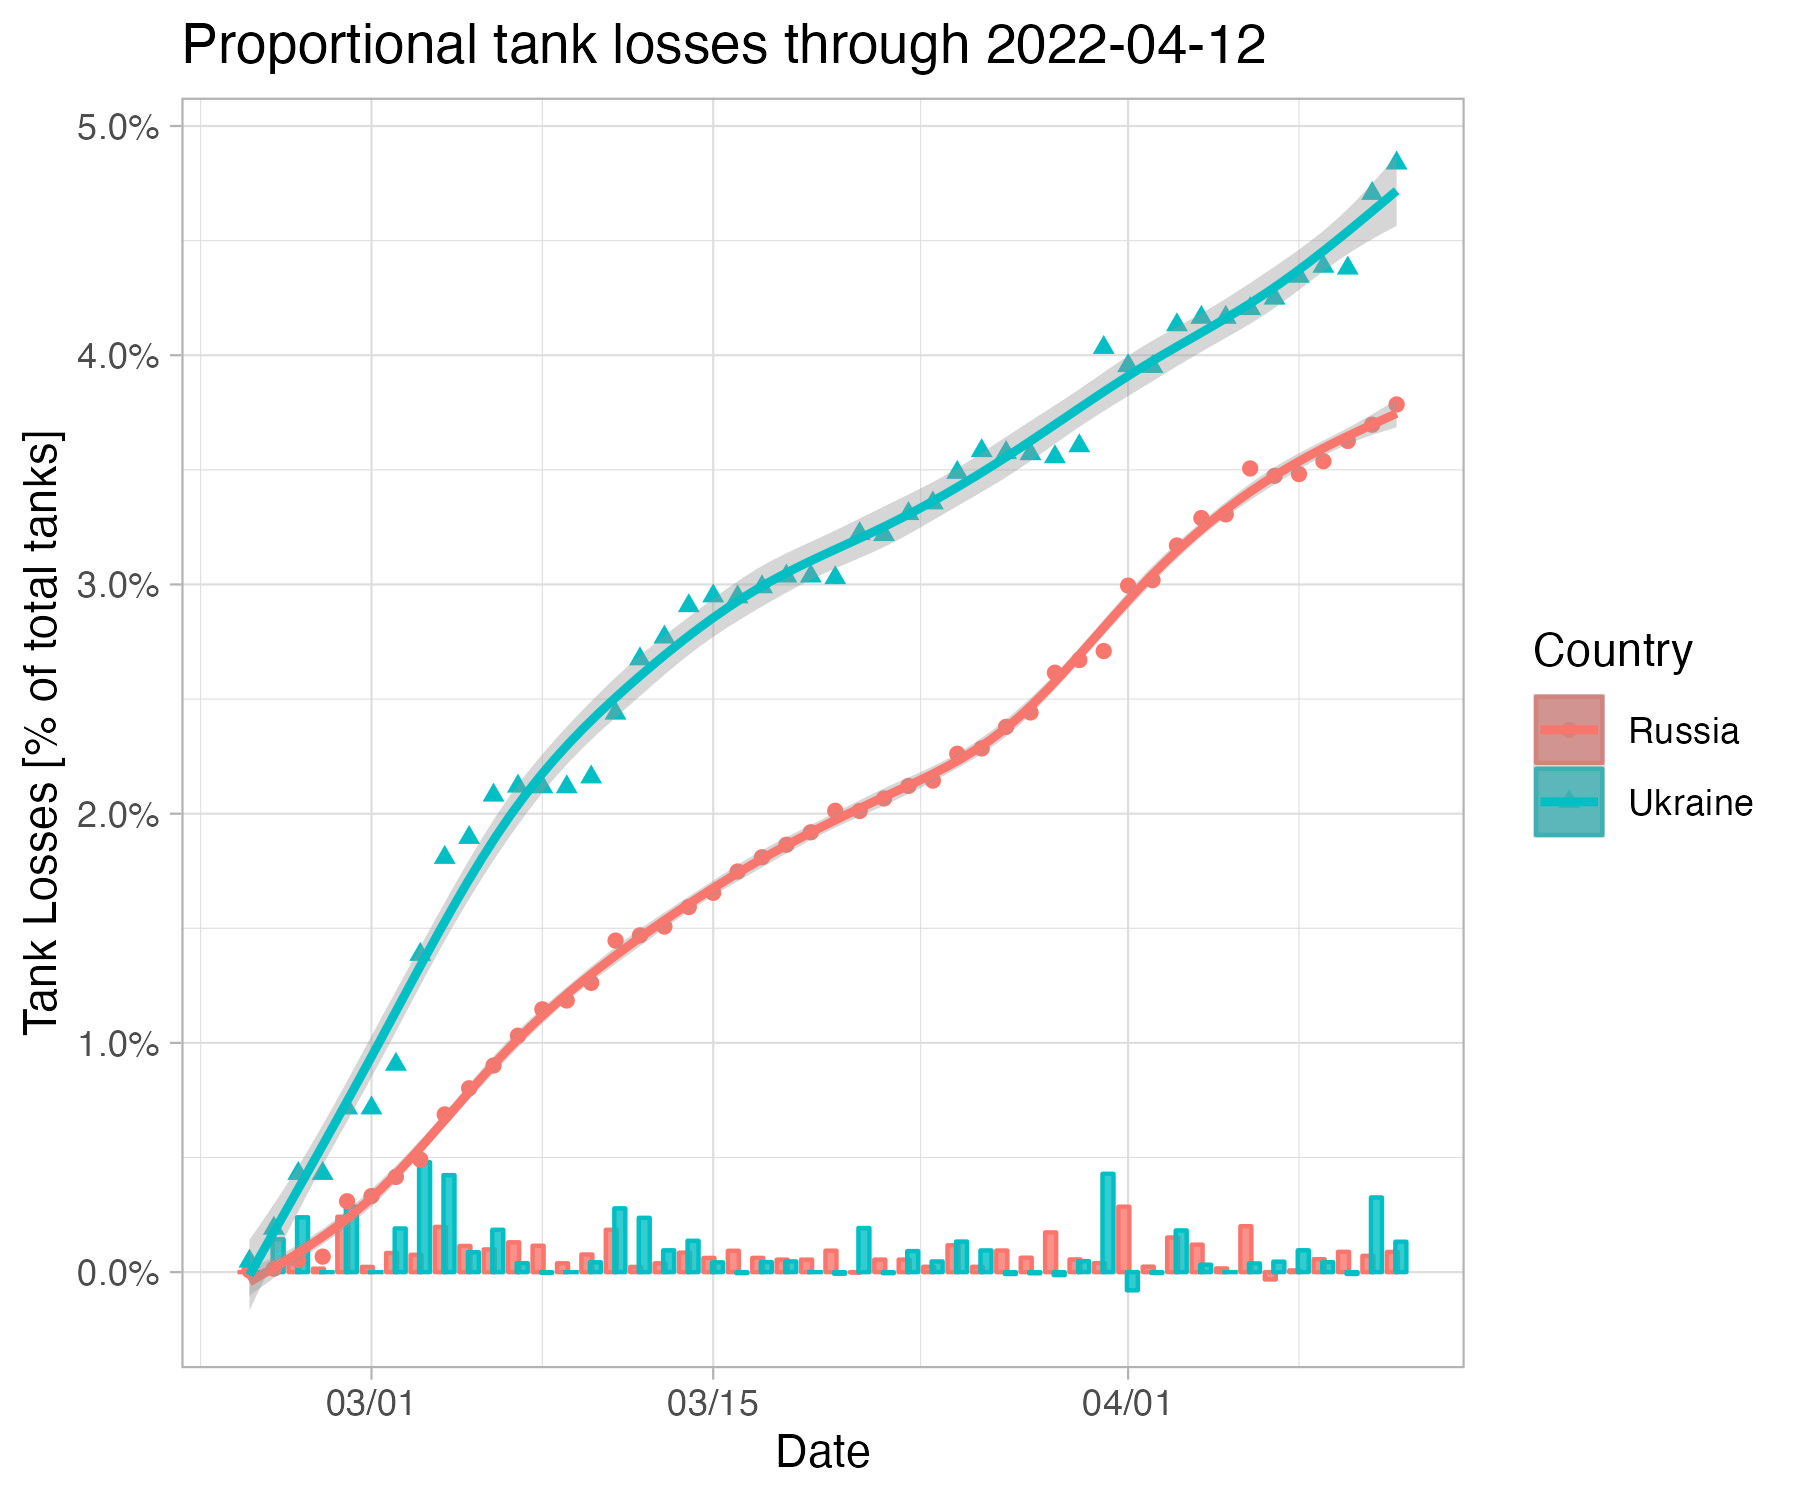 Proportional tank losses through 2022-04-12
Tank Losses [% of total tanks]
5.0%
4.0%
3.0%
2.0%
1.0%
0.0%
03/01
03/15
04/01
Date
Country
Russia
Ukraine